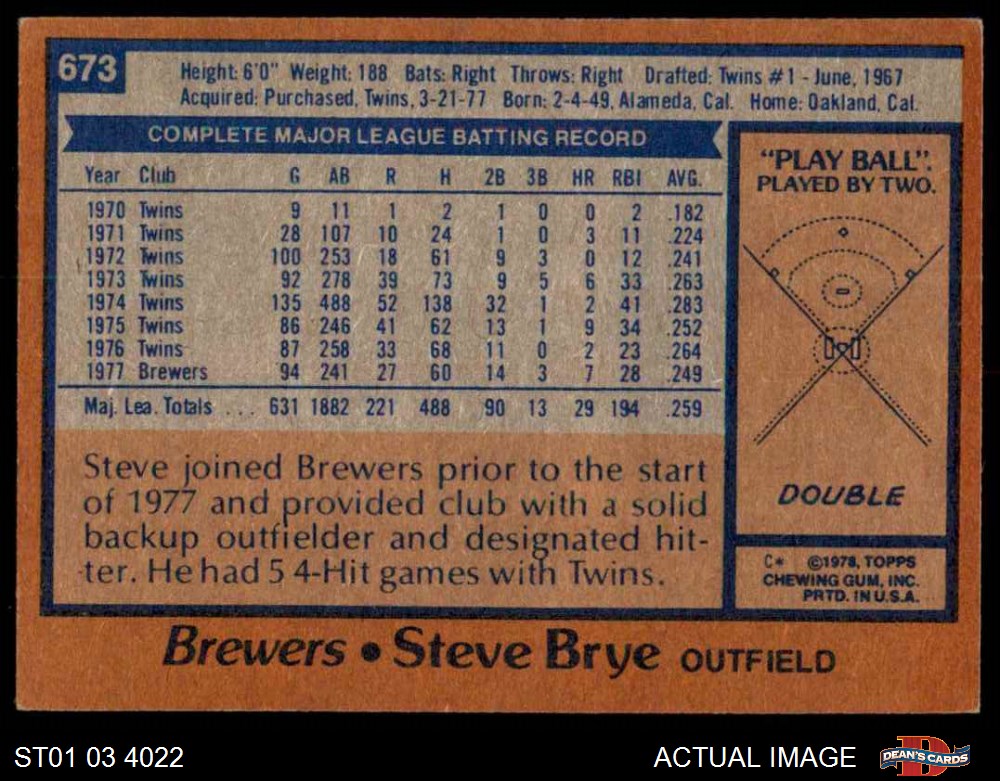 673
Height: 6'0" Weight: 188 Bats: Right Throws: Right Drafted: Twins #1 - June, 1967
Acquired: Purchased, Twins, 3-21-77 Born: 2-4-49, Alameda, Cal. Home: Oakland, Cal.
COMPLETE MAJOR LEAGUE BATTING RECORD
Year Club G AB R H 2B 3B HR RBI AVG.
1970 Twins 9 11 1 2 1 0 0 2 .182
1971 Twins 28 107 10 24 1 0 3 11 .224
1972 Twins 100 253 18 61 9 3 0 12 .241
1973 Twins 92 278 39 73 9 5 6 33 .263
1974 Twins 135 488 52 138 32 1 2 41 .283
1975 Twins 86 246 41 62 13 1 9 34 .252
1976 Twins 87 258 33 68 11 0 2 23 .264
1977 Brewers 94 241 27 60 14 3 7 28 .249
Maj. Lea. Totals . . . 631 1882 221 488 90 13 29 194 .259
Steve joined Brewers prior to the start
of 1977 and provided club with a solid
backup outfielder and designated hit-
ter. He had 5 4-Hit games with Twins.
"PLAY BALL".
PLAYED BY TWO.
DOUBLE
C* ©1978, TOPPS
CHEWING GUM, INC.
PRTD. IN U.S.A.
Brewers • Steve Brye OUTFIELD
ST01 03 4022
ACTUAL IMAGE
D
DEAN'S CARDS